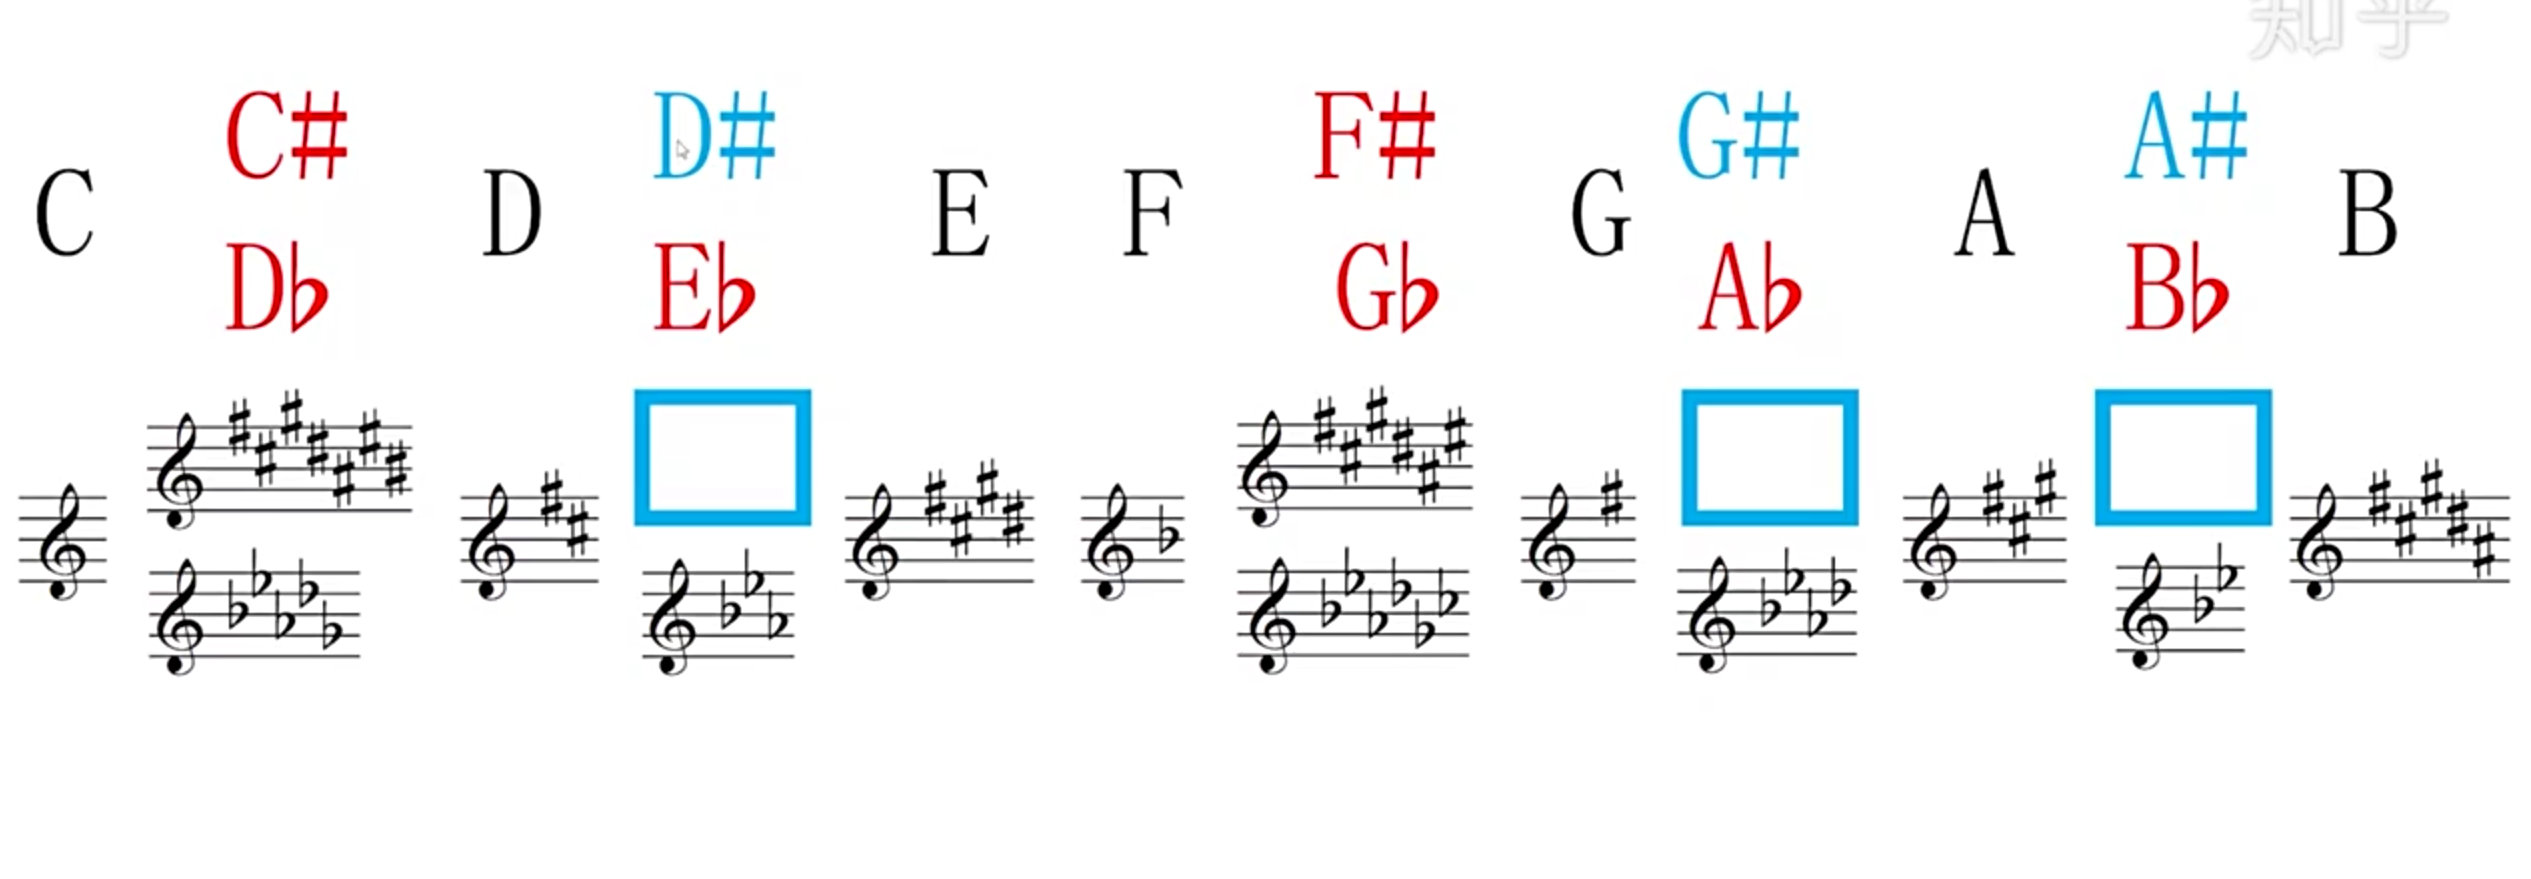 知乎
C# D# F# G# A#
C D E F G A B
Db Eb Gb Ab Bb